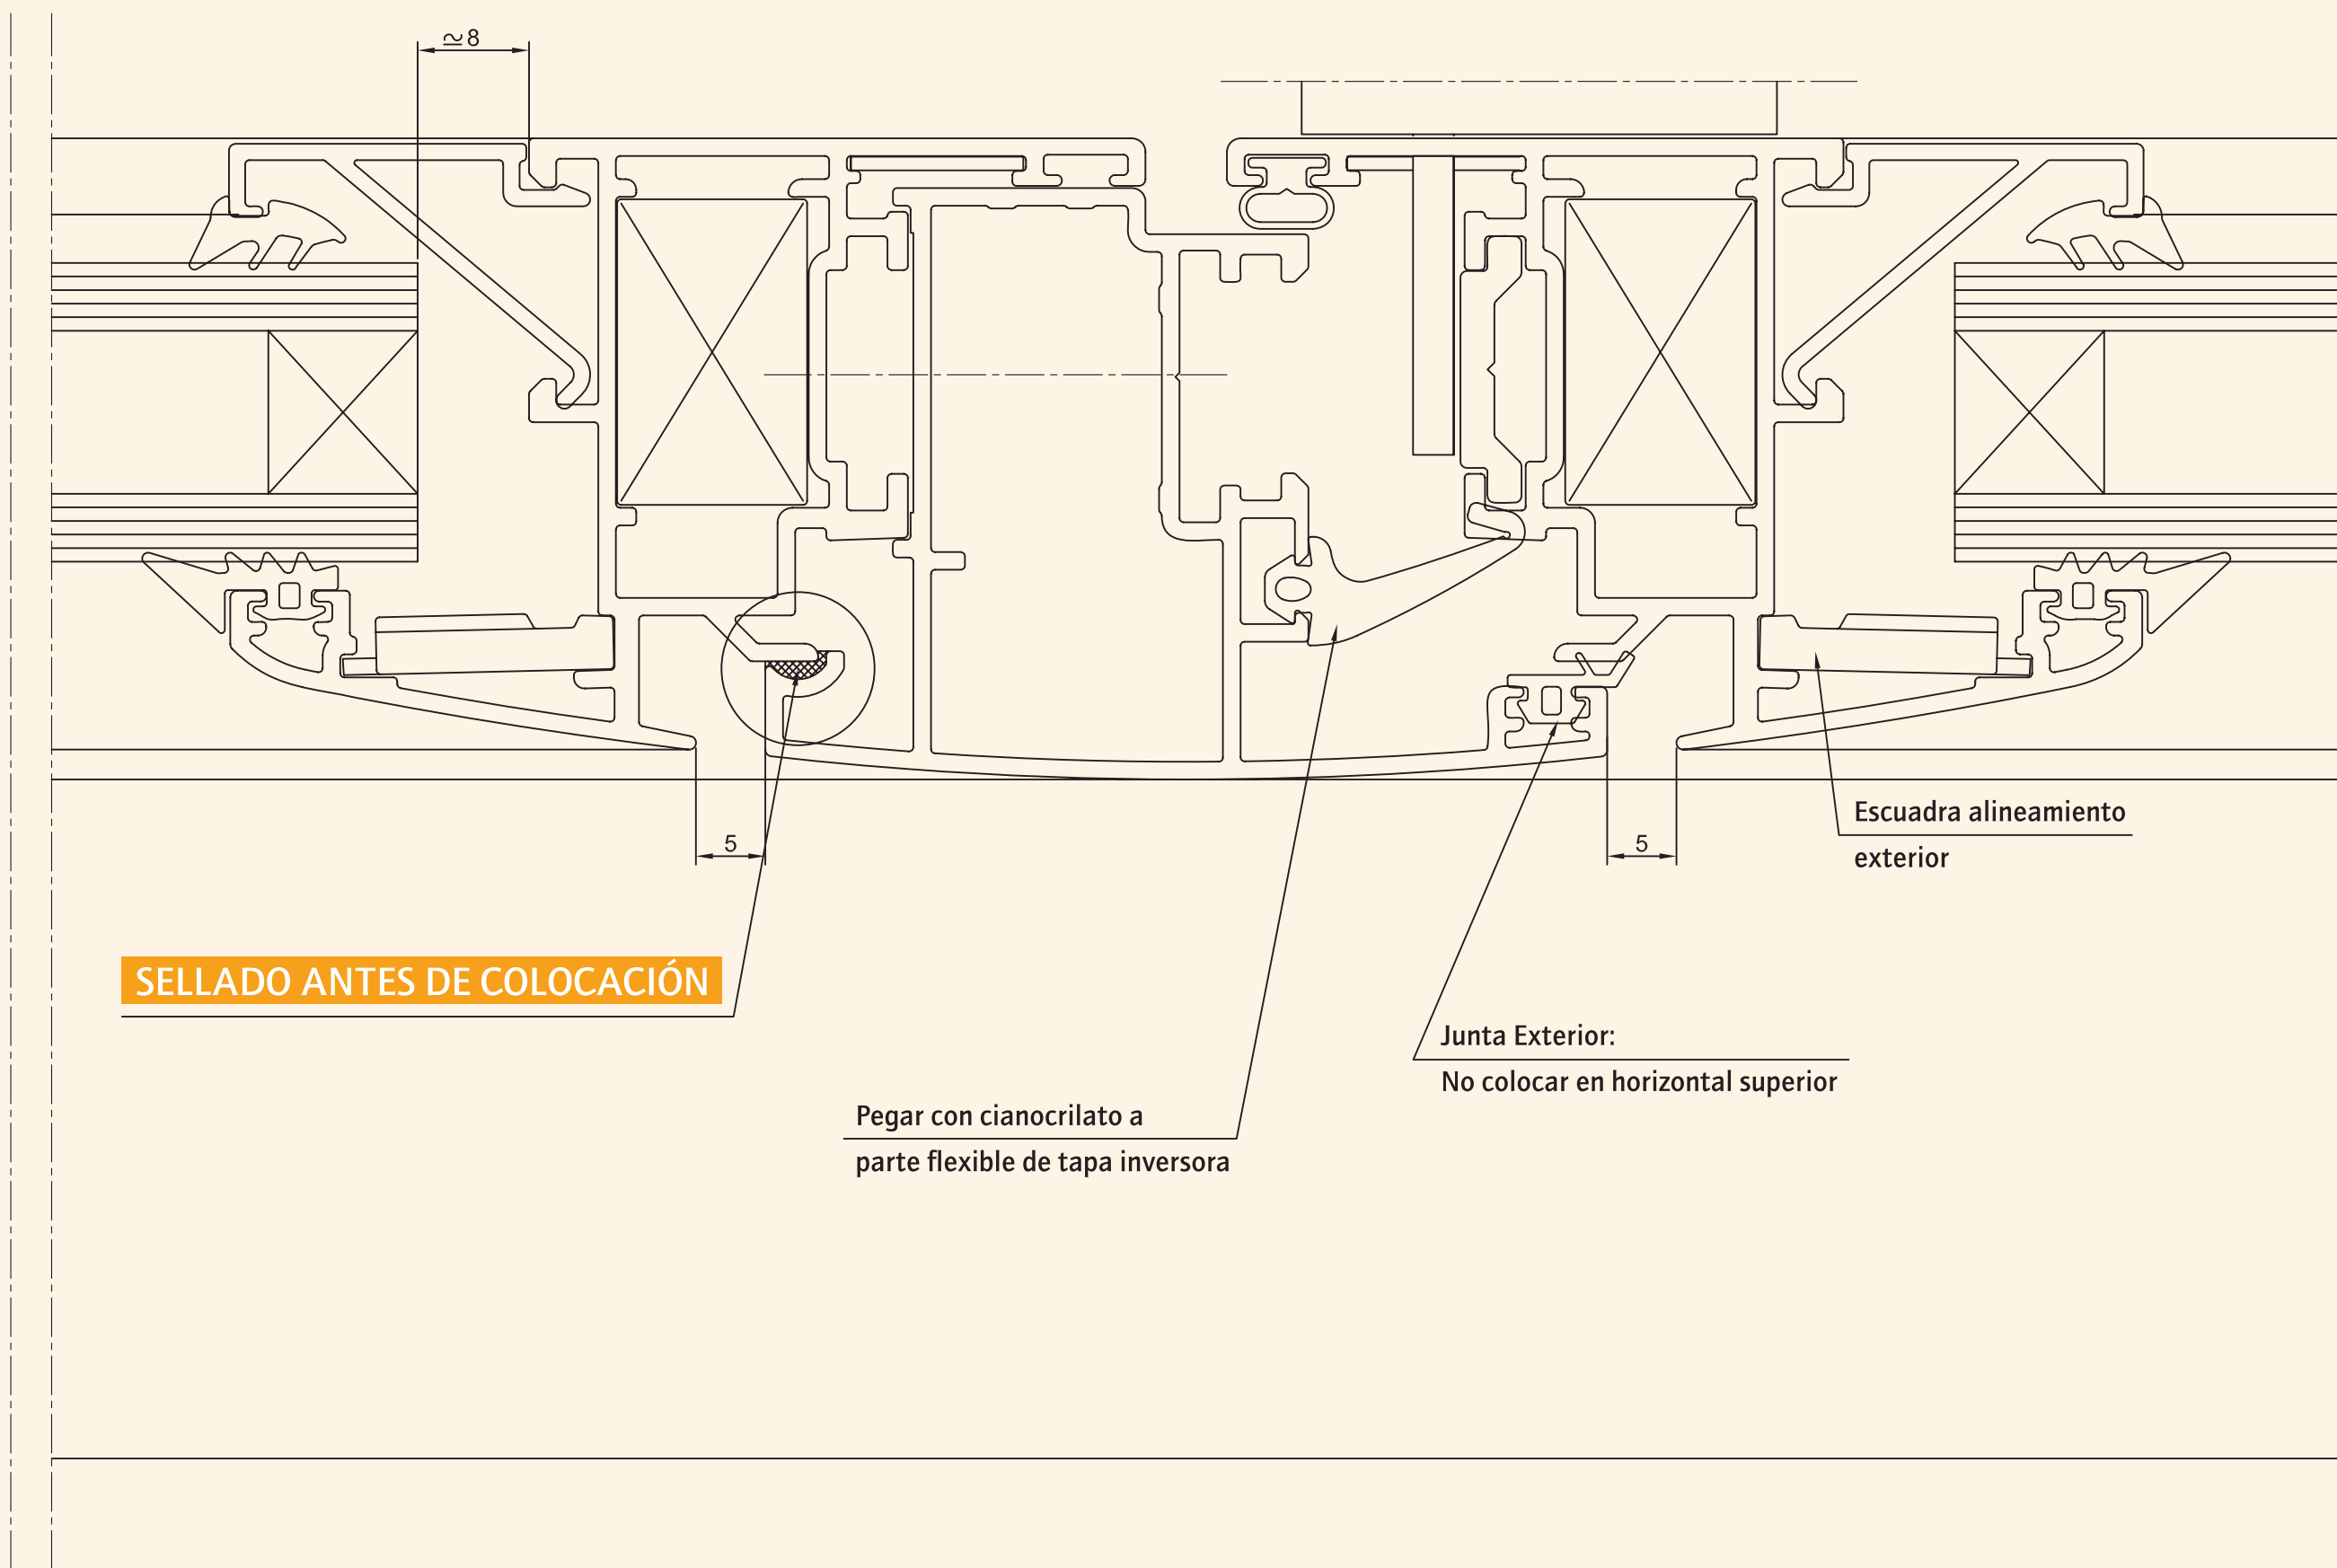 ≃8
5
5
Escuadra alineamiento
exterior
SELLADO ANTES DE COLOCACIÓN
Junta Exterior:
No colocar en horizontal superior
Pegar con cianocrilato a
parte flexible de tapa inversora